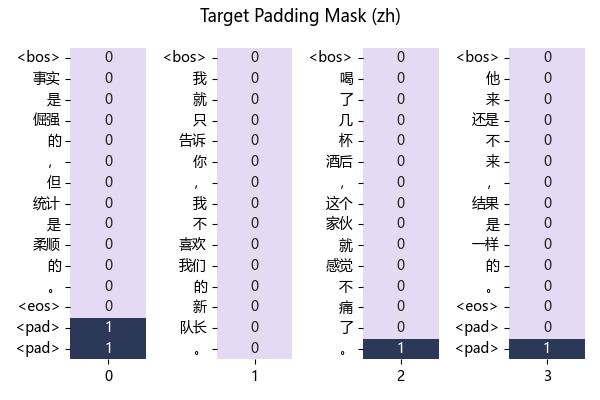 Target Padding Mask (zh)
<bos> 0
事实 0
是 0
倔强 0
的 0
， 0
但 0
统计 0
是 0
柔顺 0
的 0
。 0
<eos> 0
<pad> 1
<pad> 1
0
<bos> 0
我 0
就 0
只 0
告诉 0
你 0
， 0
我 0
不 0
喜欢 0
我们 0
的 0
新 0
队长 0
。 0
1
<bos> 0
喝 0
了 0
几 0
杯 0
酒后 0
， 0
这个 0
家伙 0
就 0
感觉 0
不 0
痛 0
了 0
。 1
2
<bos> 0
他 0
来 0
还是 0
不 0
来 0
， 0
结果 0
是 0
一样 0
的 0
。 0
<eos> 0
<pad> 0
<pad> 1
3